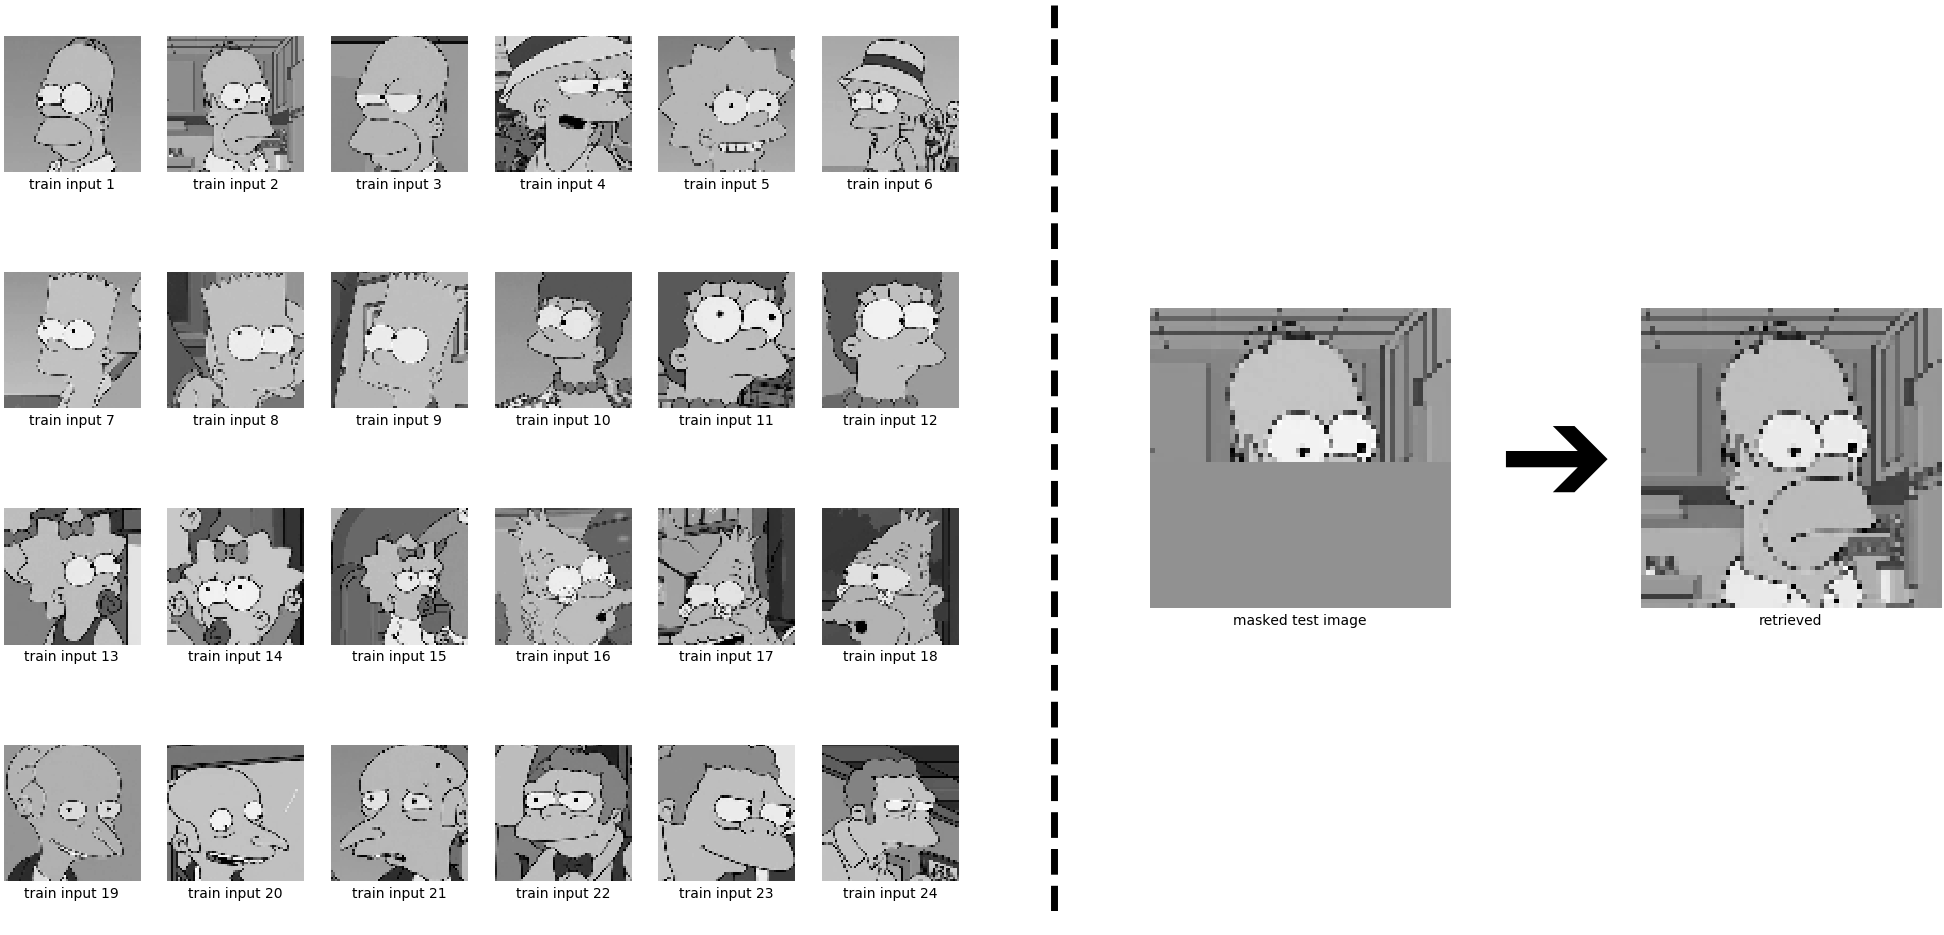 train input 1
train input 2
train input 3
train input 4
train input 5
train input 6
train input 7
train input 8
train input 9
train input 10
train input 11
train input 12
train input 13
train input 14
train input 15
train input 16
train input 17
train input 18
train input 19
train input 20
train input 21
train input 22
train input 23
train input 24
masked test image
retrieved